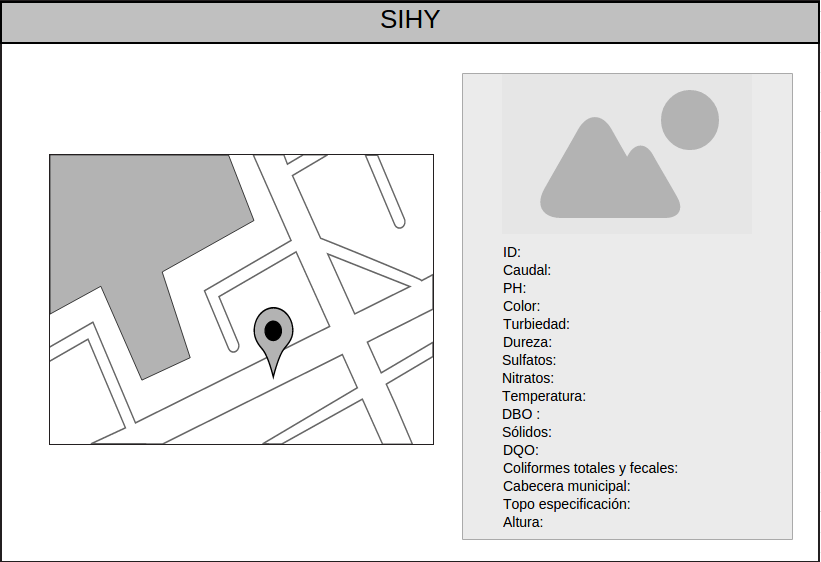 SIHY
ID:
Caudal:
PH:
Color:
Turbiedad:
Dureza:
Sulfatos:
Nitratos:
Temperatura:
DBO :
Sólidos:
DQO:
Coliformes totales y fecales:
Cabecera municipal:
Topo especificación:
Altura: